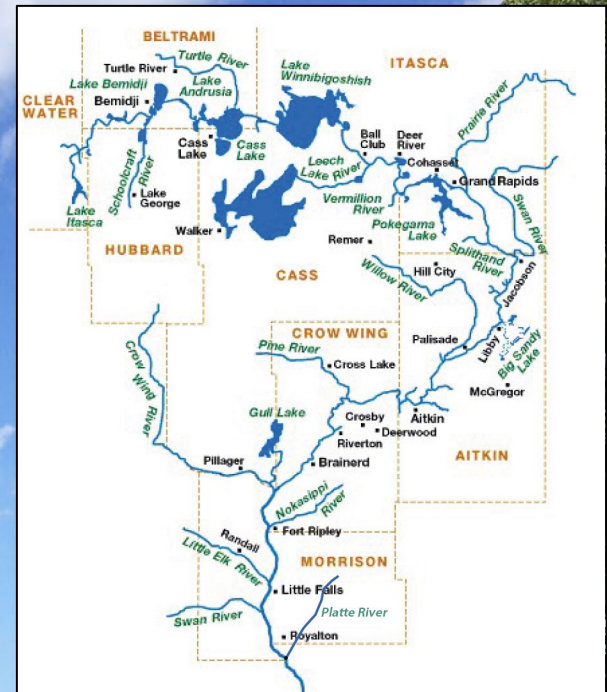 BELTRAMI
Turtle River
Turtle River
Lake
Winnibigoshish
ITASCA
Lake Bemidji
Lake
Andrusia
CLEAR
WATER
Bemidji
Prairie River
Cass
Lake
Cass
Lake
Ball
Club
Deer
River
Cohasset
Leech
Lake River
Grand Rapids
Schoolcraft
River
Lake
George
Vermillion
River
Swan River
Lake
Itasca
Pokegama
Lake
Walker
Remer
Splithand
River
HUBBARD
Hill City
Jacobson
CASS
Willow River
CROW WING
Palisade
Libby
Big Sandy
Lake
Pine River
Cross Lake
Crow Wing
River
McGregor
Gull Lake
Crosby
Aitkin
Deerwood
Riverton
AITKIN
Pillager
Brainerd
Nokasippi
River
Fort Ripley
Randall
Little Elk River
MORRISON
Little Falls
Swan River
Platte River
Royalton